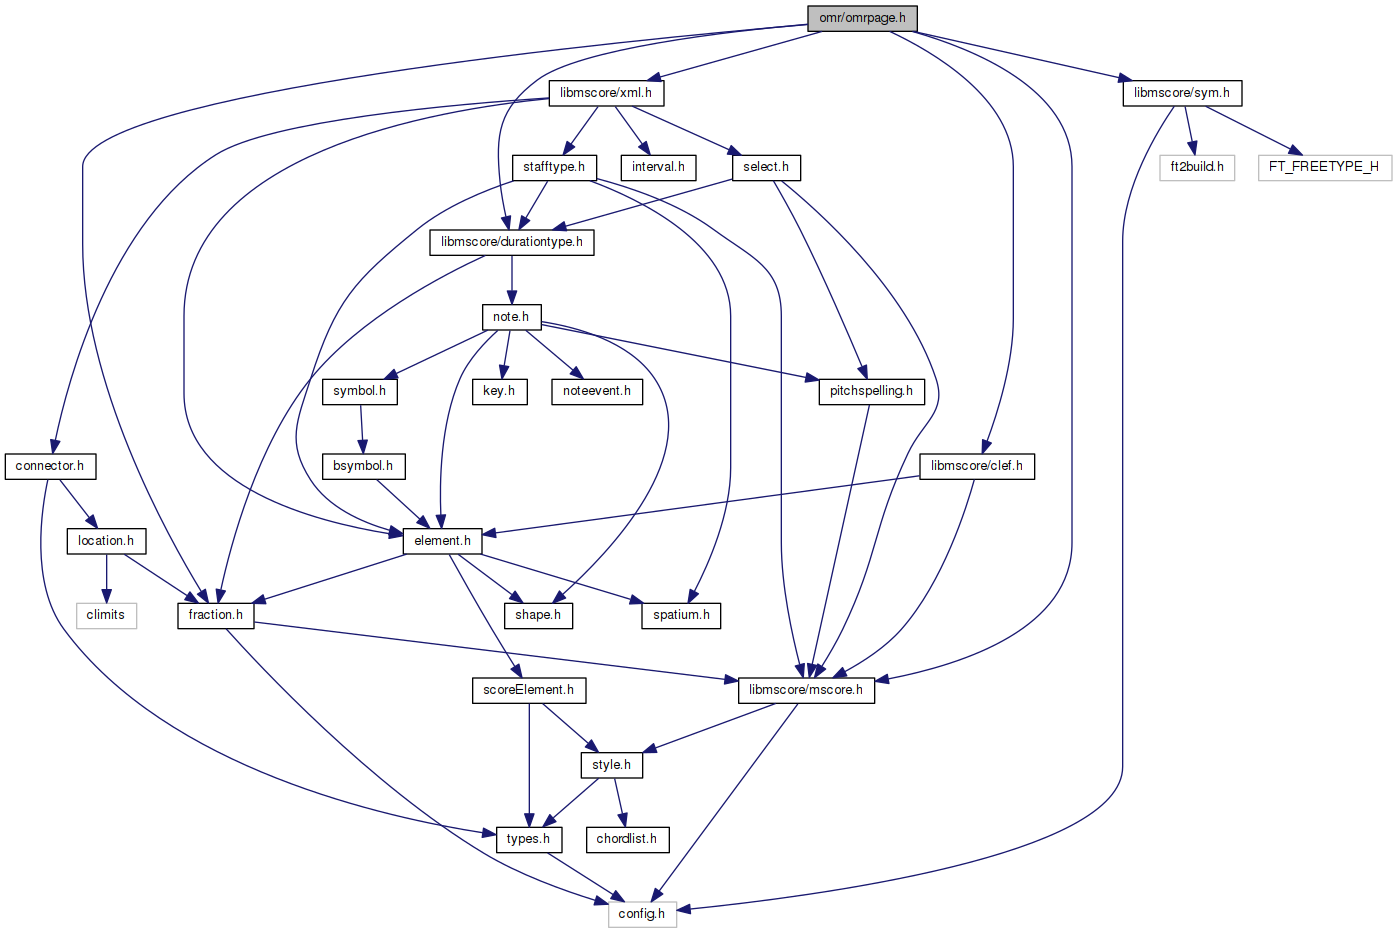 omr/omrpage.h
libmscore/xml.h
libmscore/sym.h
stafftype.h
interval.h
select.h
ft2build.h
FT_FREETYPE_H
libmscore/durationtype.h
note.h
symbol.h
key.h
noteevent.h
pitchspelling.h
connector.h
bsymbol.h
libmscore/clef.h
location.h
element.h
climits
fraction.h
shape.h
spatium.h
scoreElement.h
libmscore/mscore.h
style.h
types.h
chordlist.h
config.h